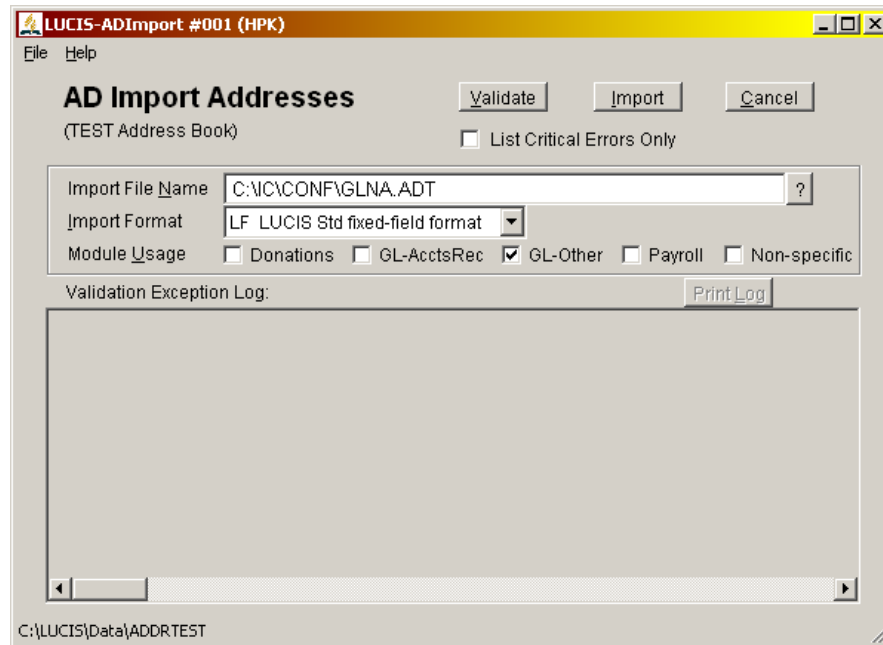 LUCIS-ADImport #001 (HPK)
File Help
AD Import Addresses
Validate Import Cancel
(TEST Address Book)
List Critical Errors Only
Import File Name C:\IC\CONF\GLNA.ADT ?
Import Format LF LUCIS Std fixed-field format
Module Usage Donations GL-AcctsRec GL-Other Payroll Non-specific
Validation Exception Log: Print Log
C:\LUCIS\Data\ADDRTEST